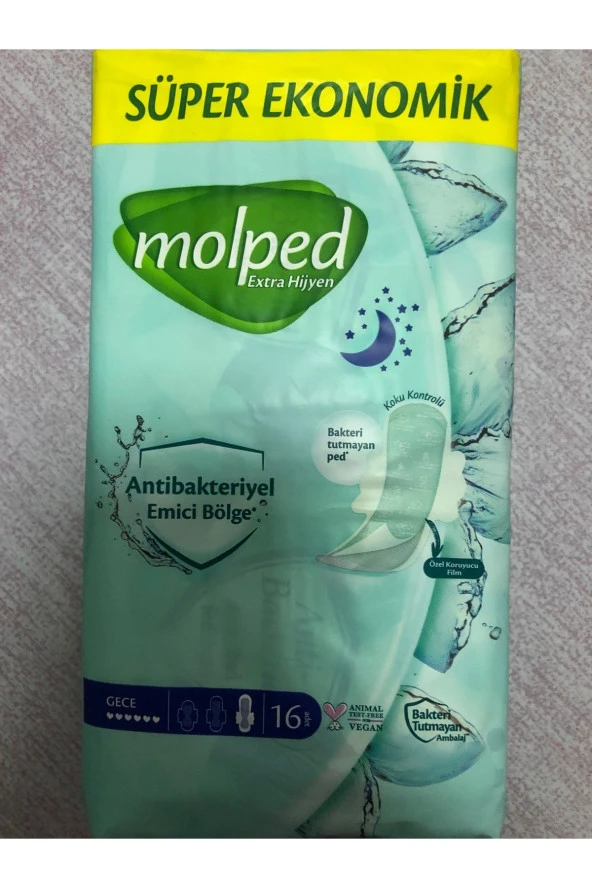 SÜPER EKONOMİK
molped
Extra Hijyen
Koku Kontrolü
Bakteri
tutmayan
ped*
Antibakteriyel
Emici Bölge*
Özel Koruyucu
Film
GECE
16 adet
ANIMAL
TEST-FREE
VEGAN
Bakteri
Tutmayan
Ambalaj